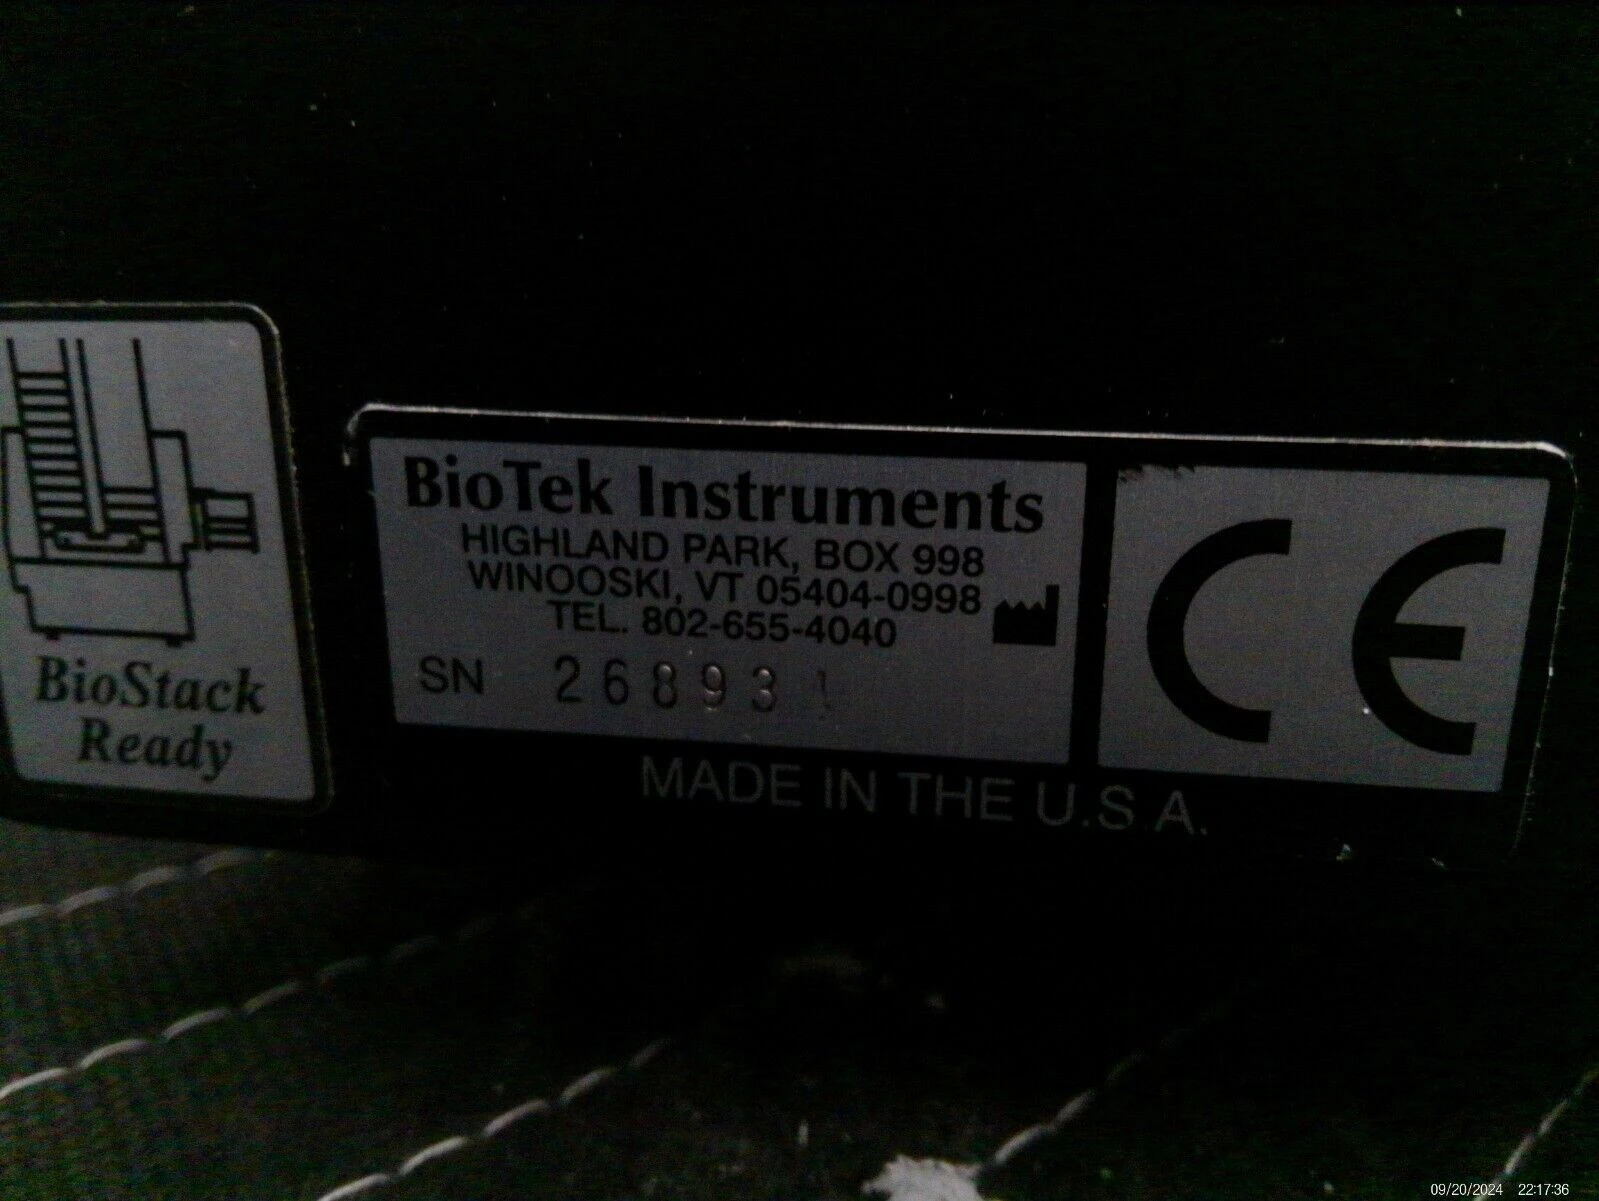 BioStack
Ready
BioTek Instruments
HIGHLAND PARK, BOX 998
WINOOSKI, VT 05404-0998
TEL. 802-655-4040
SN 26893
CE
MADE IN THE U.S.A.
09/20/2024 22:17:36